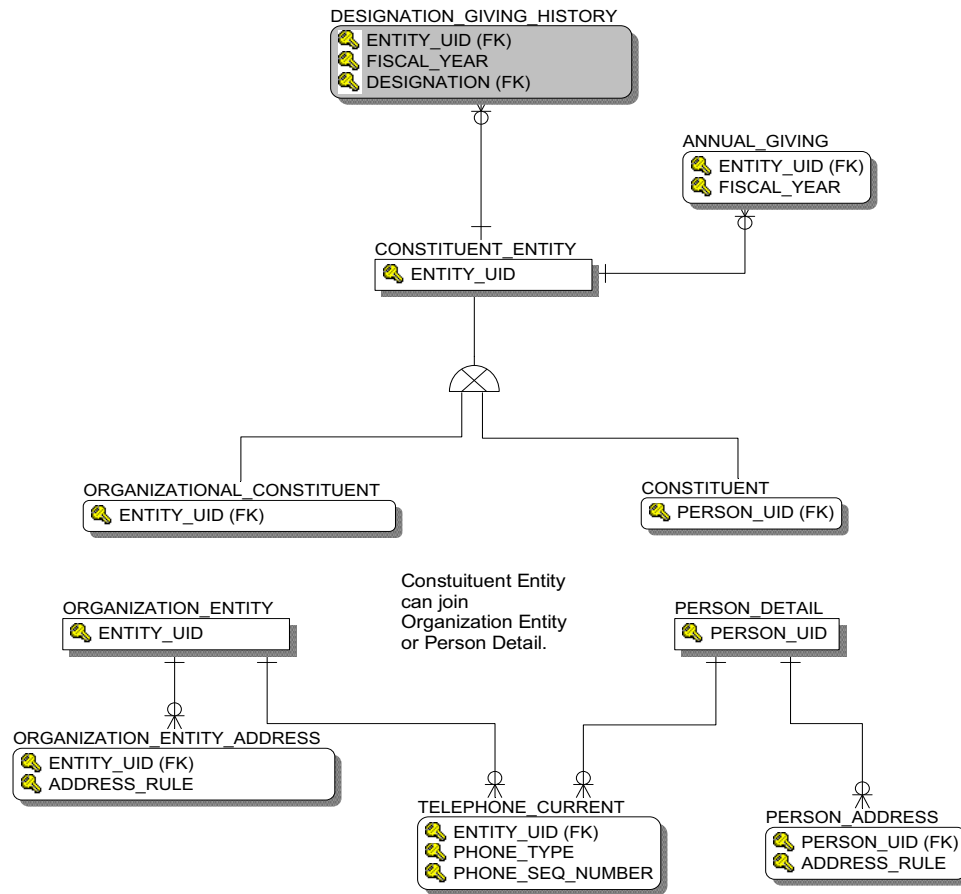 DESIGNATION_GIVING_HISTORY
ENTITY_UID (FK)
FISCAL_YEAR
DESIGNATION (FK)
ANNUAL_GIVING
ENTITY_UID (FK)
FISCAL_YEAR
CONSTITUENT_ENTITY
ENTITY_UID
ORGANIZATIONAL_CONSTITUENT
ENTITY_UID (FK)
CONSTITUENT
PERSON_UID (FK)
Constuituent Entity
can join
Organization Entity
or Person Detail.
ORGANIZATION_ENTITY
ENTITY_UID
PERSON_DETAIL
PERSON_UID
ORGANIZATION_ENTITY_ADDRESS
ENTITY_UID (FK)
ADDRESS_RULE
TELEPHONE_CURRENT
ENTITY_UID (FK)
PHONE_TYPE
PHONE_SEQ_NUMBER
PERSON_ADDRESS
PERSON_UID (FK)
ADDRESS_RULE